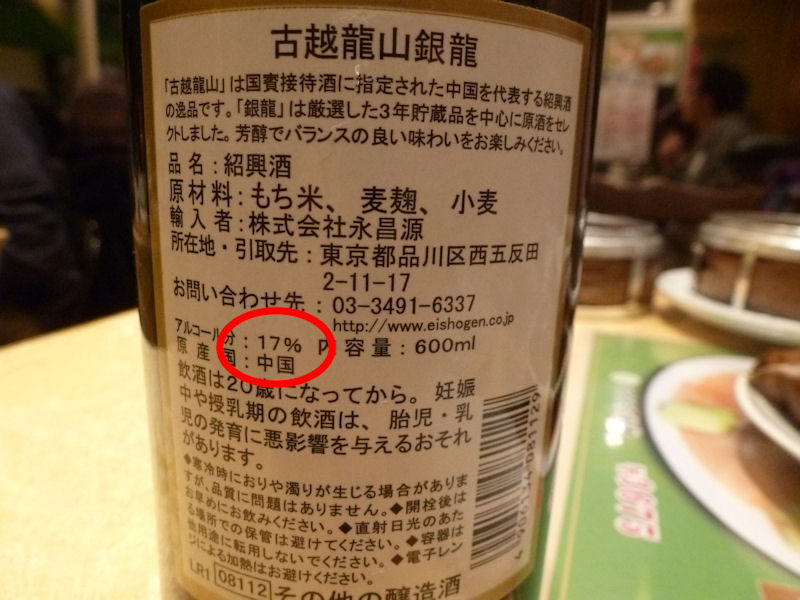 古越龍山銀龍
「古越龍山」は国賓接待酒に指定された中国を代表する紹興酒
の逸品です。「銀龍」は厳選した3年貯蔵品を中心に原酒をセレ
クトしました。芳醇でバランスの良い味わいをお楽しみください。
品名：紹興酒
原材料：もち米、麦麹、小麦
輸入者：株式会社永昌源
所在地・引取先：東京都品川区西五反田
2-11-17
お問い合わせ先：03-3491-6337
http://www.eishogen.co.jp
アルコール分：17% 内容量：600ml
原産国：中国
飲酒は20歳になってから。妊娠
中や授乳期の飲酒は、胎児・乳
児の発育に悪影響を与えるおそれ
があります。
◆寒冷時におりや濁りが生じる場合がありま
すが、品質に問題はありません。◆開栓後は
お早めにお飲みください。◆直射日光のあた
る場所での保管は避けてください。◆容器は
他用途に転用しないでください。◆電子レン
ジによる加熱はお避けください。
LR1 08112 その他の醸造酒